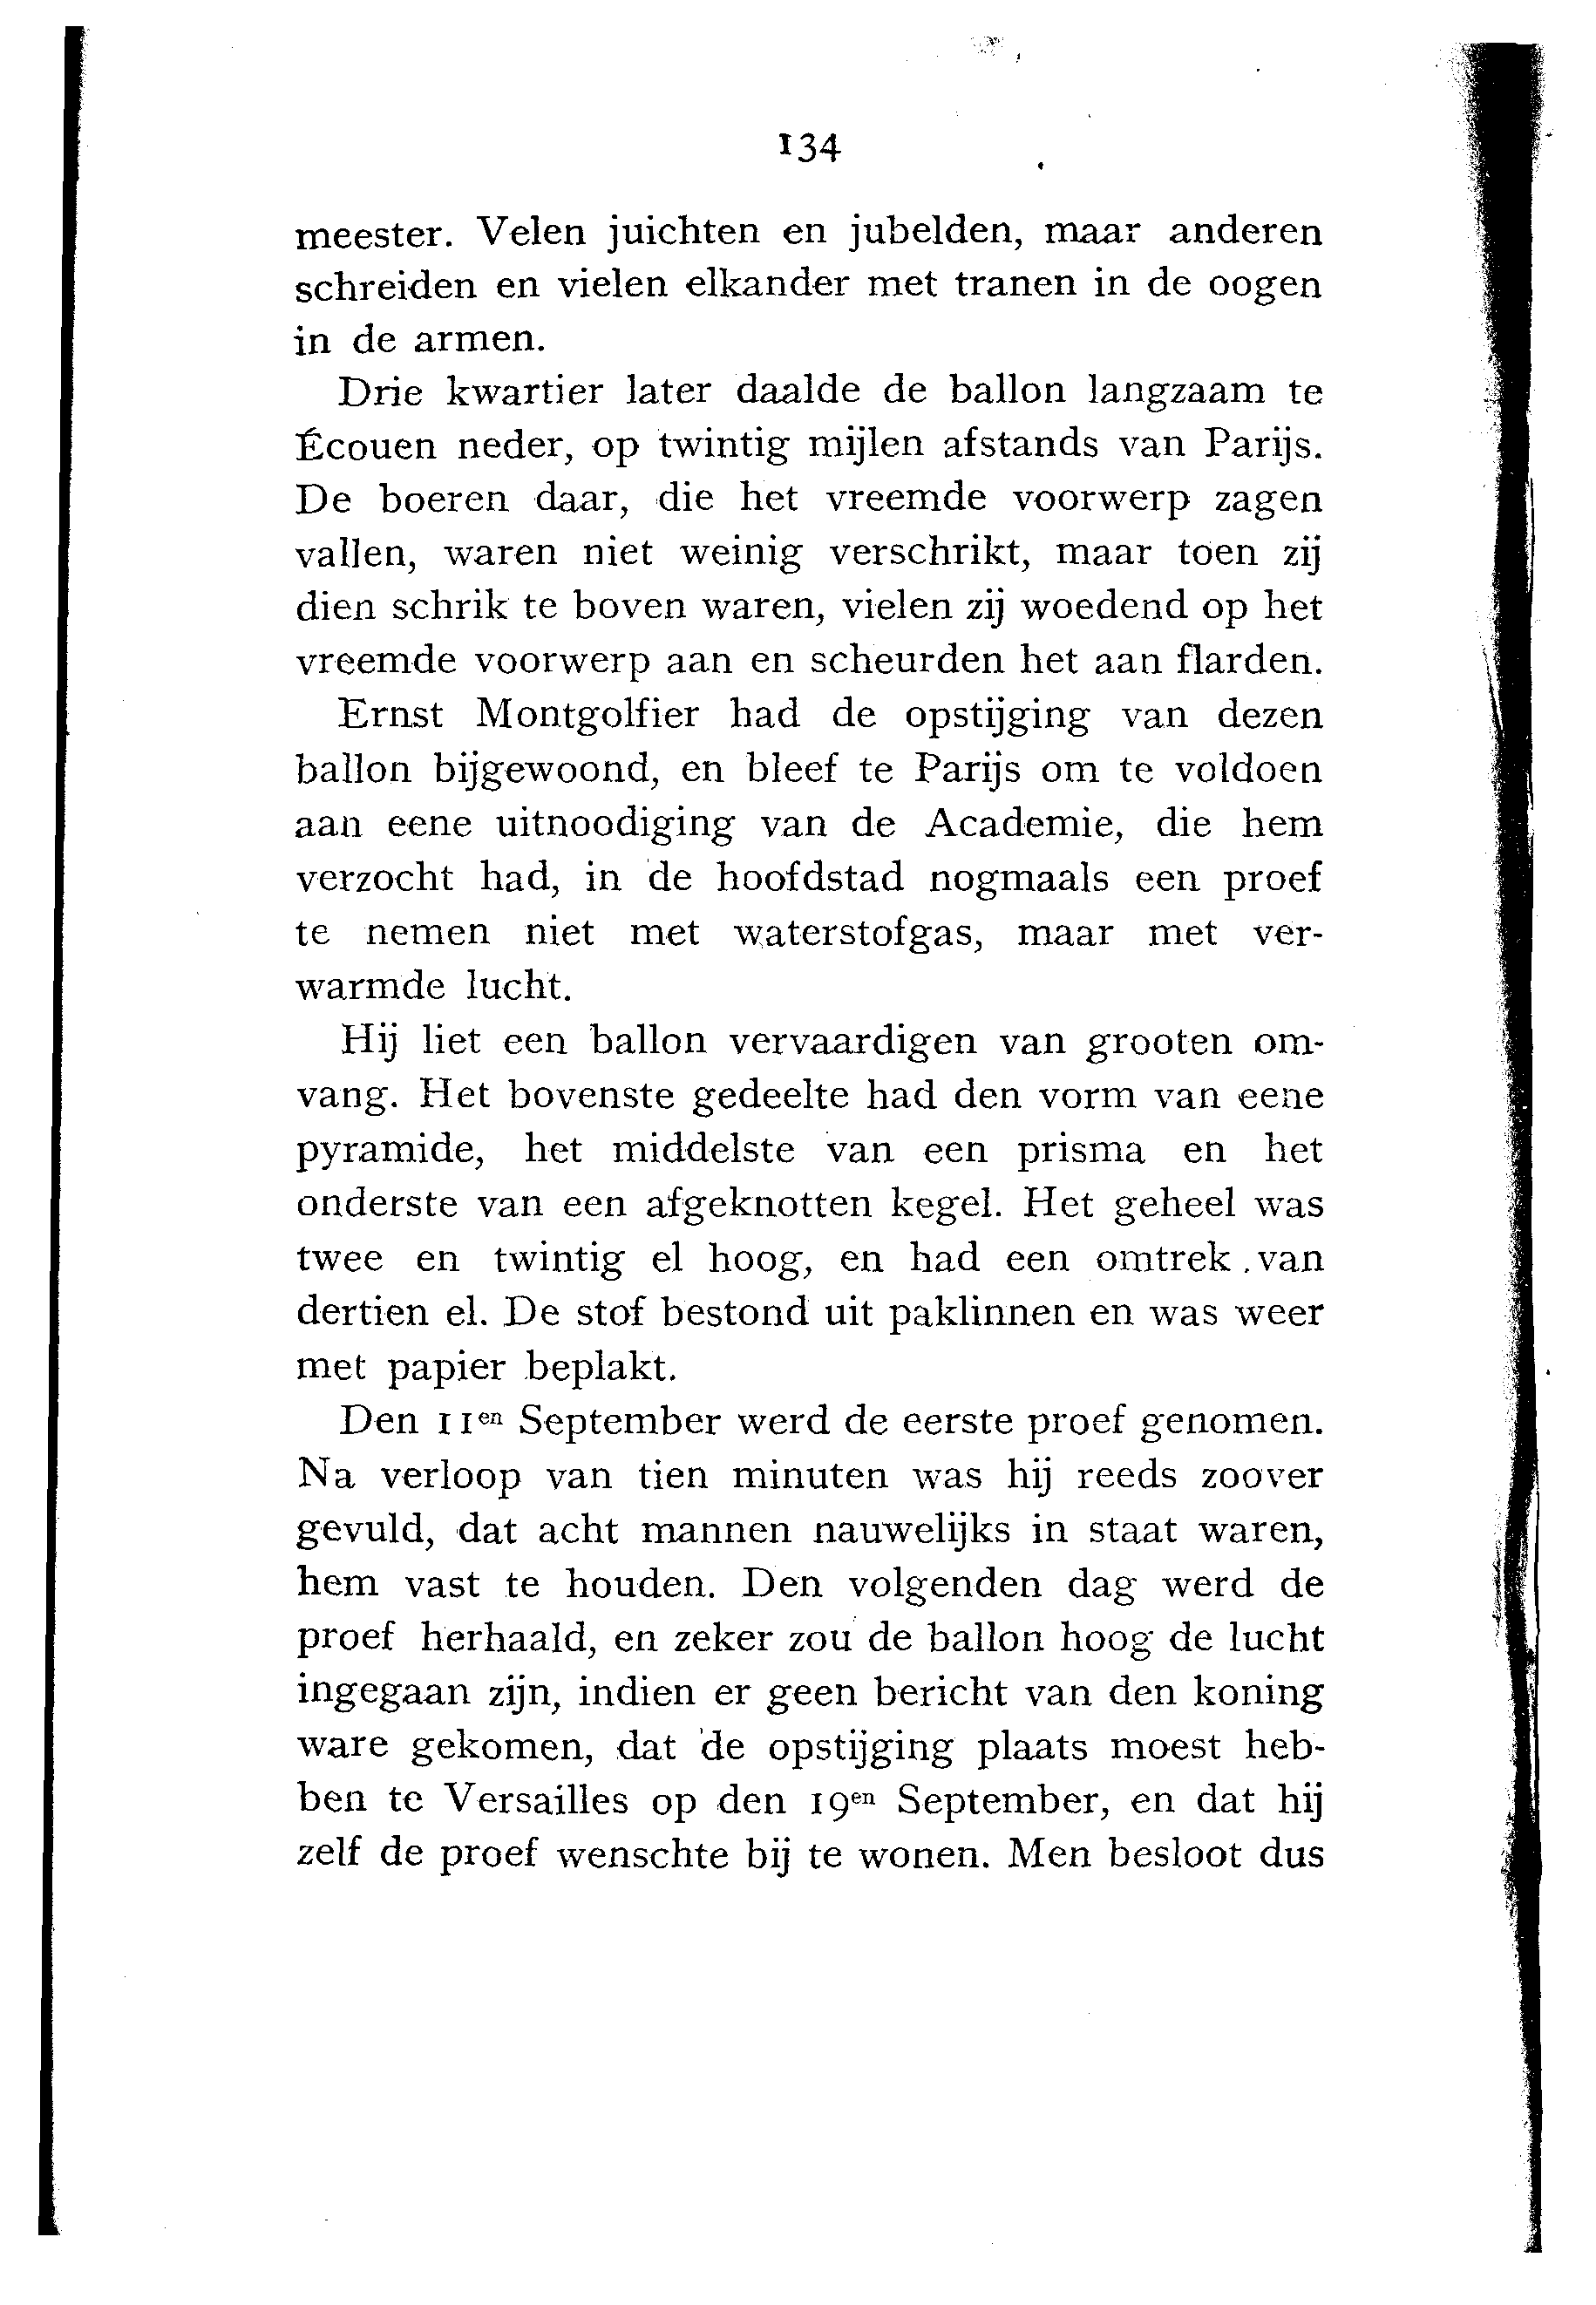 134
meester. Velen juichten en jubelden, maar anderen
schreiden en vielen elkander met tranen in de oogen
in de armen.
Drie kwartier later daalde de ballon langzaam te
Écouen neder, op twintig mijlen afstands van Parijs.
De boeren daar, die het vreemde voorwerp zagen
vallen, waren niet weinig verschrikt, maar toen zij
dien schrik te boven waren, vielen zij woedend op het
vreemde voorwerp aan en scheurden het aan flarden.
Ernst Montgolfier had de opstijging van dezen
ballon bijgewoond, en bleef te Parijs om te voldoen
aan eene uitnoodiging van de Academie, die hem
verzocht had, in de hoofdstad nogmaals een proef
te nemen niet met waterstofgas, maar met ver-
warmde lucht.
Hij liet een ballon vervaardigen van grooten om-
vang. Het bovenste gedeelte had den vorm van eene
pyramide, het middelste van een prisma en het
onderste van een afgeknotten kegel. Het geheel was
twee en twintig el hoog, en had een omtrek van
dertien el. De stof bestond uit paklinnen en was weer
met papier beplakt.
Den 11en September werd de eerste proef genomen.
Na verloop van tien minuten was hij reeds zoover
gevuld, dat acht mannen nauwelijks in staat waren,
hem vast te houden. Den volgenden dag werd de
proef herhaald, en zeker zou de ballon hoog de lucht
ingegaan zijn, indien er geen bericht van den koning
ware gekomen, dat de opstijging plaats moest heb-
ben te Versailles op den 19en September, en dat hij
zelf de proef wenschte bij te wonen. Men besloot dus